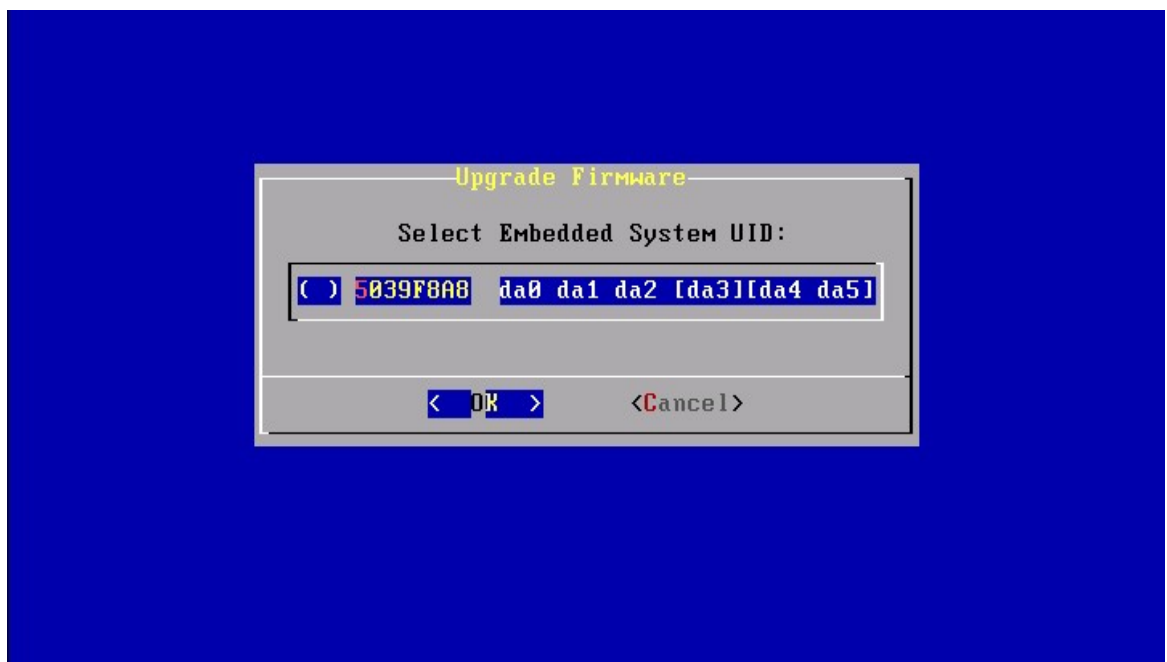 Upgrade Firmware
Select Embedded System UID:
( ) 5039F8A8 da0 da1 da2 [da3][da4 da5]
< OK > <Cancel>